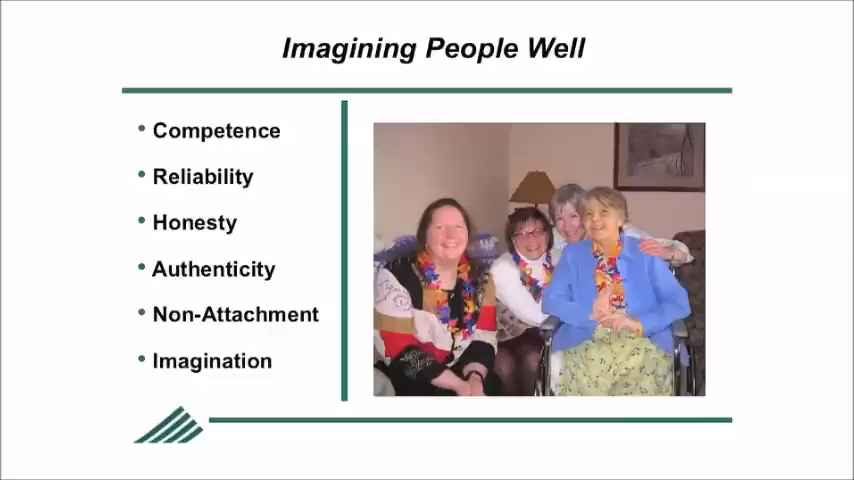 Imagining People Well
• Competence
• Reliability
• Honesty
• Authenticity
• Non-Attachment
• Imagination